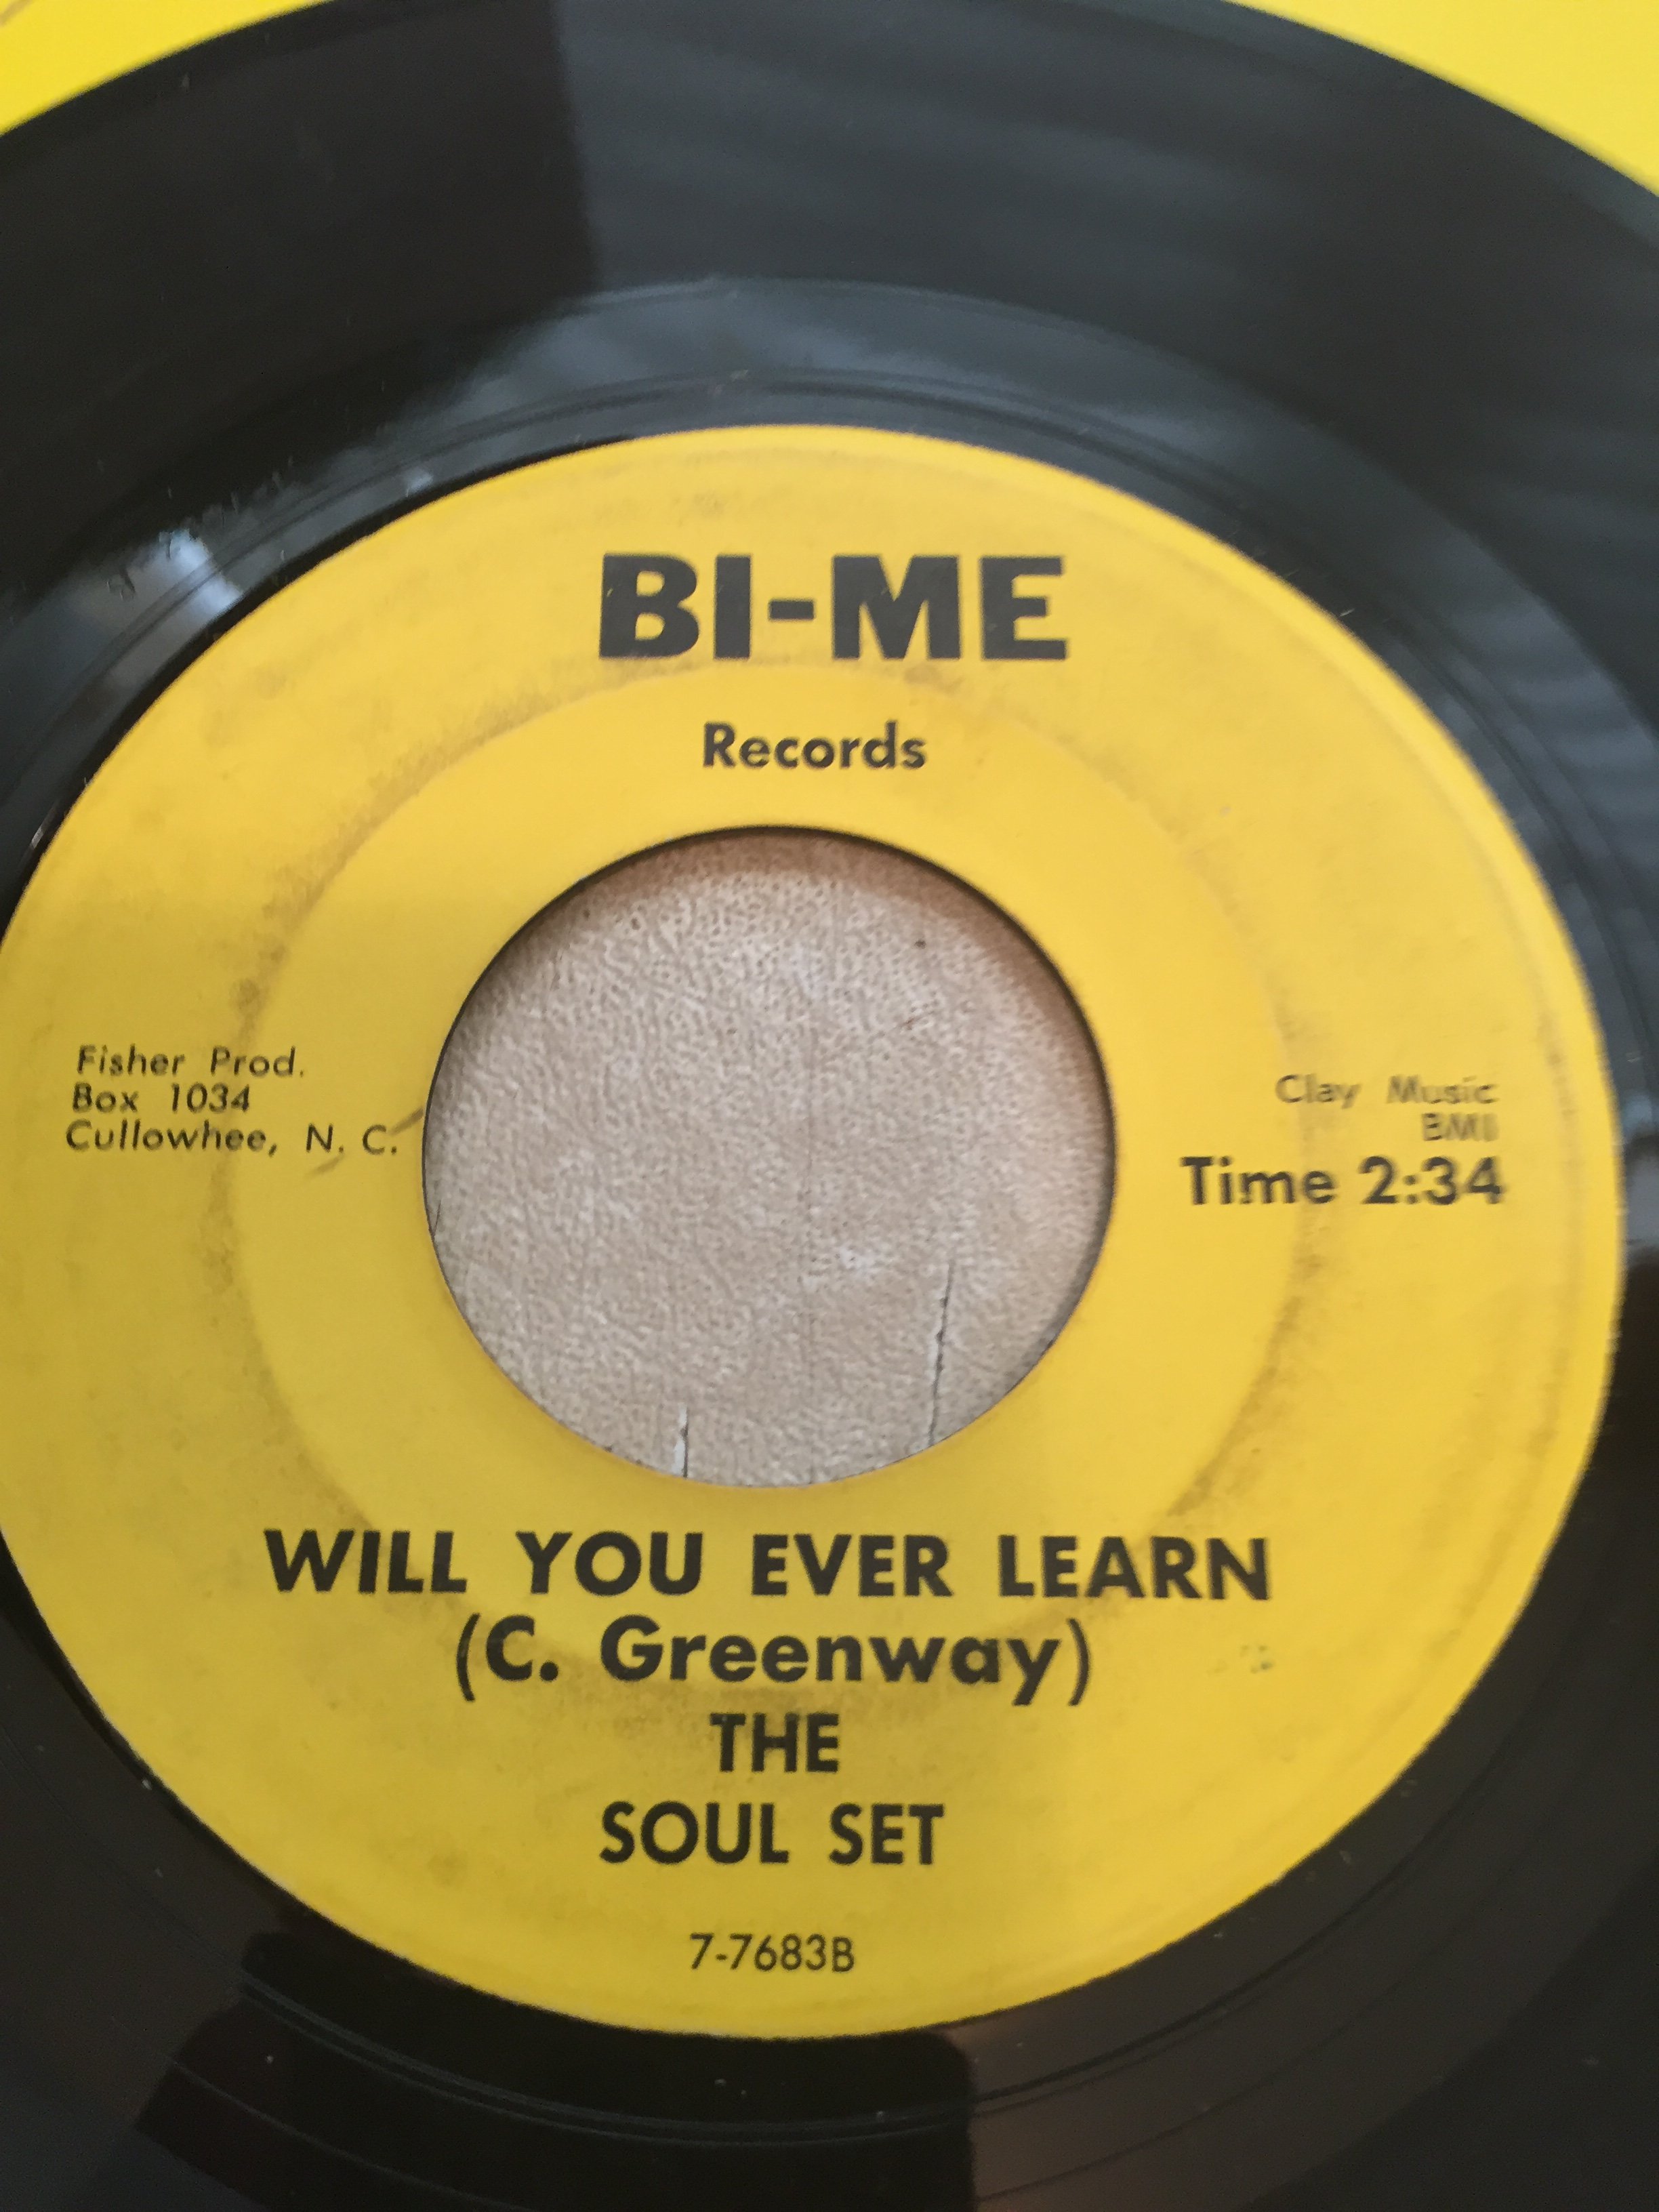 BI-ME
Records
Fisher Prod.
Box 1034
Cullowhee, N. C.
Clay Music
BMI
Time 2:34
WILL YOU EVER LEARN
(C. Greenway)
THE
SOUL SET
7-7683B